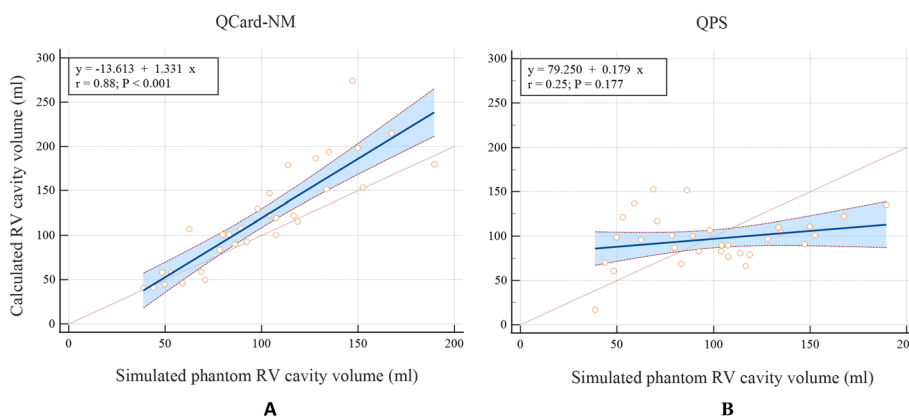 QCard-NM
QPS
Calculated RV cavity volume (ml)
300
250
200
150
100
50
0
y = -13.613 + 1.331 x
r = 0.88; P < 0.001
0
50
100
150
200
Simulated phantom RV cavity volume (ml)
A
300
250
200
150
100
50
0
y = 79.250 + 0.179 x
r = 0.25; P = 0.177
0
50
100
150
200
Simulated phantom RV cavity volume (ml)
B